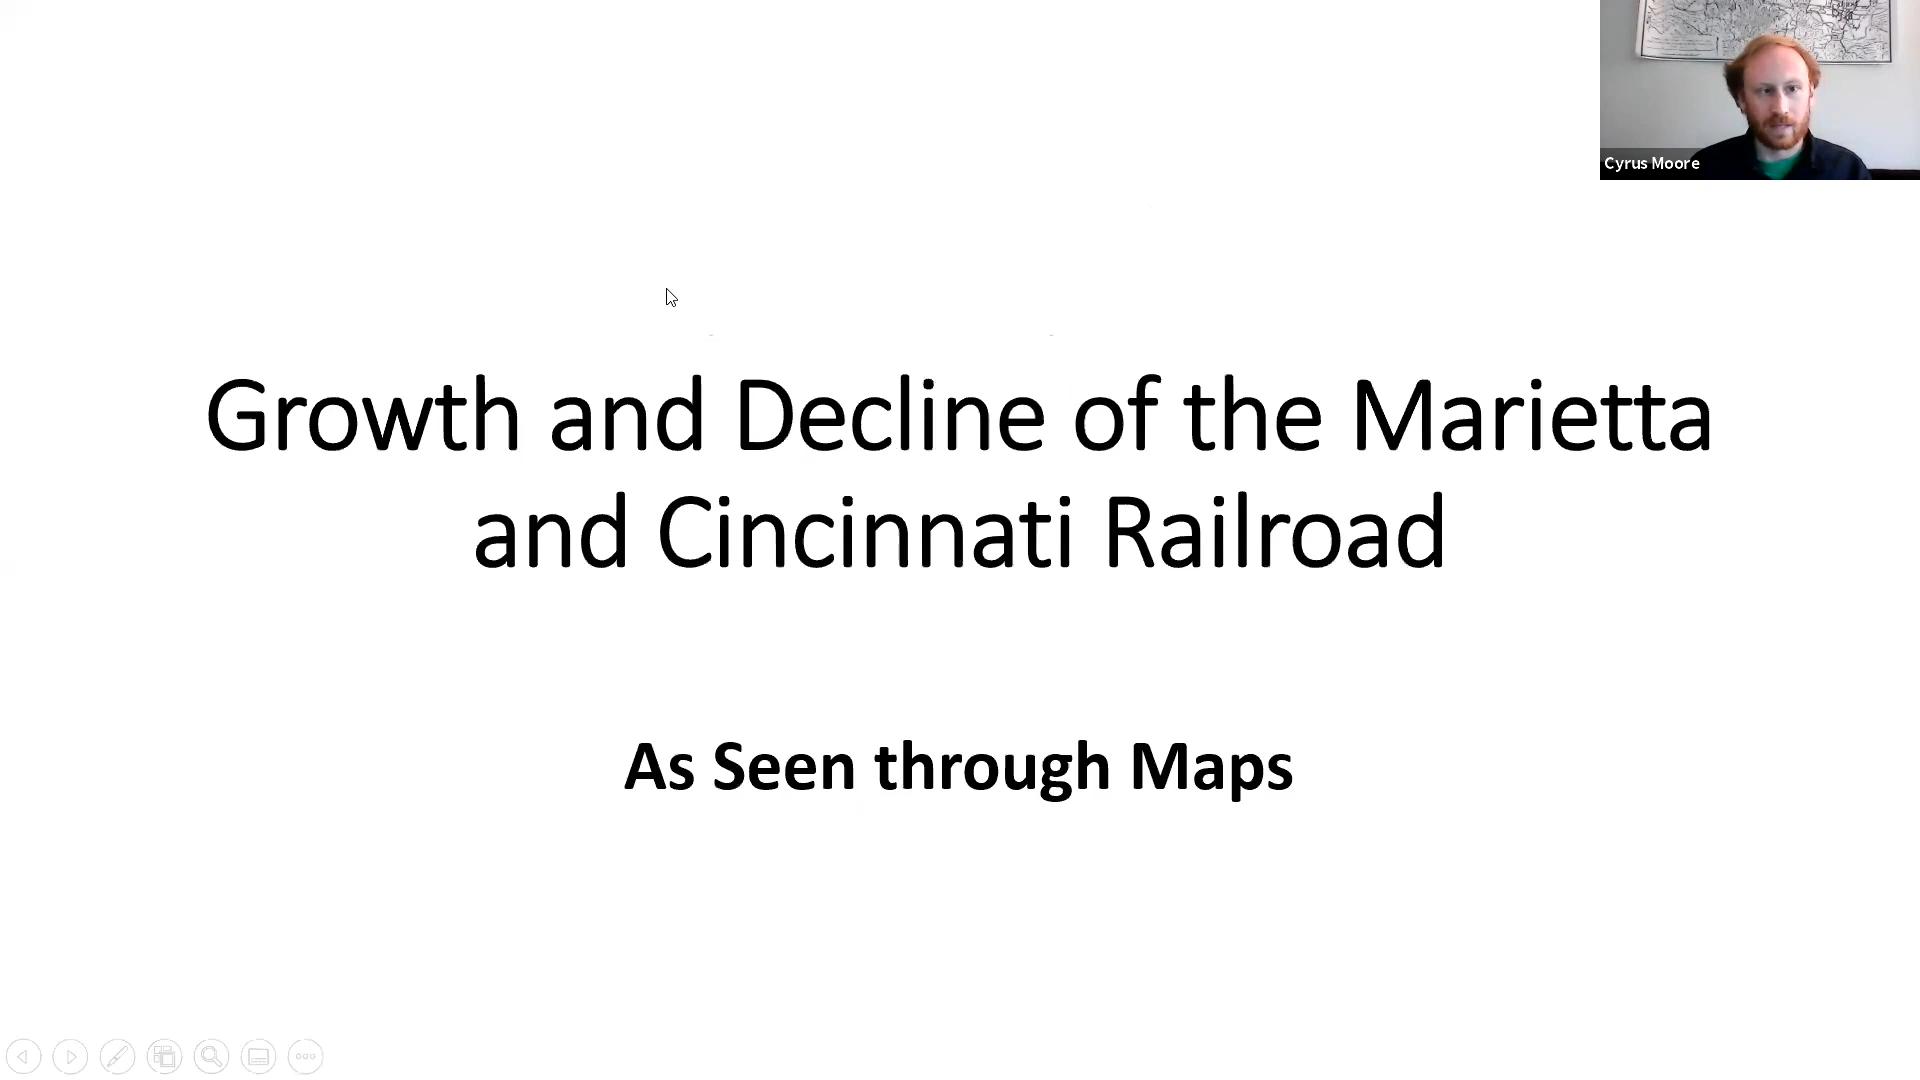 Cyrus Moore
Growth and Decline of the Marietta
and Cincinnati Railroad
As Seen through Maps